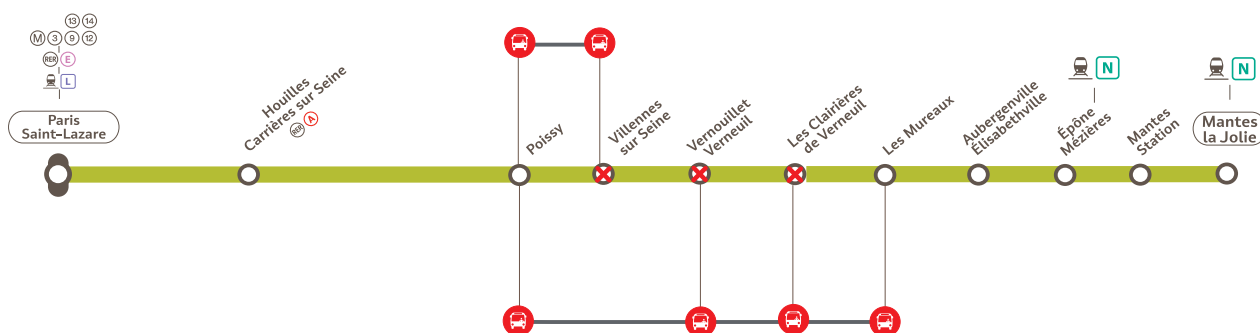 13 14
M 3 9 12
RER E
L
Paris
Saint-Lazare
Houilles
Carrières sur Seine
RER A
Poissy
Villennes
sur Seine
Vernouillet
Verneuil
Les Clairières
de Verneuil
Les Mureaux
Aubergenville
Élisabethville
N
Épône
Mézières
Mantes
Station
N
Mantes
la Jolie